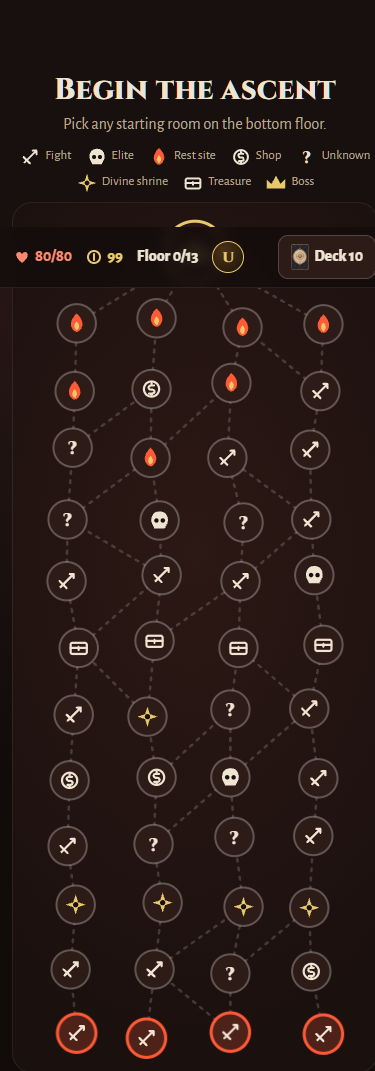 Begin the ascent
Pick any starting room on the bottom floor.
Fight Elite Rest site Shop ? Unknown
Divine shrine Treasure Boss
80/80 99 Floor 0/13 U Deck 10
?
?
?
?
?
?
?